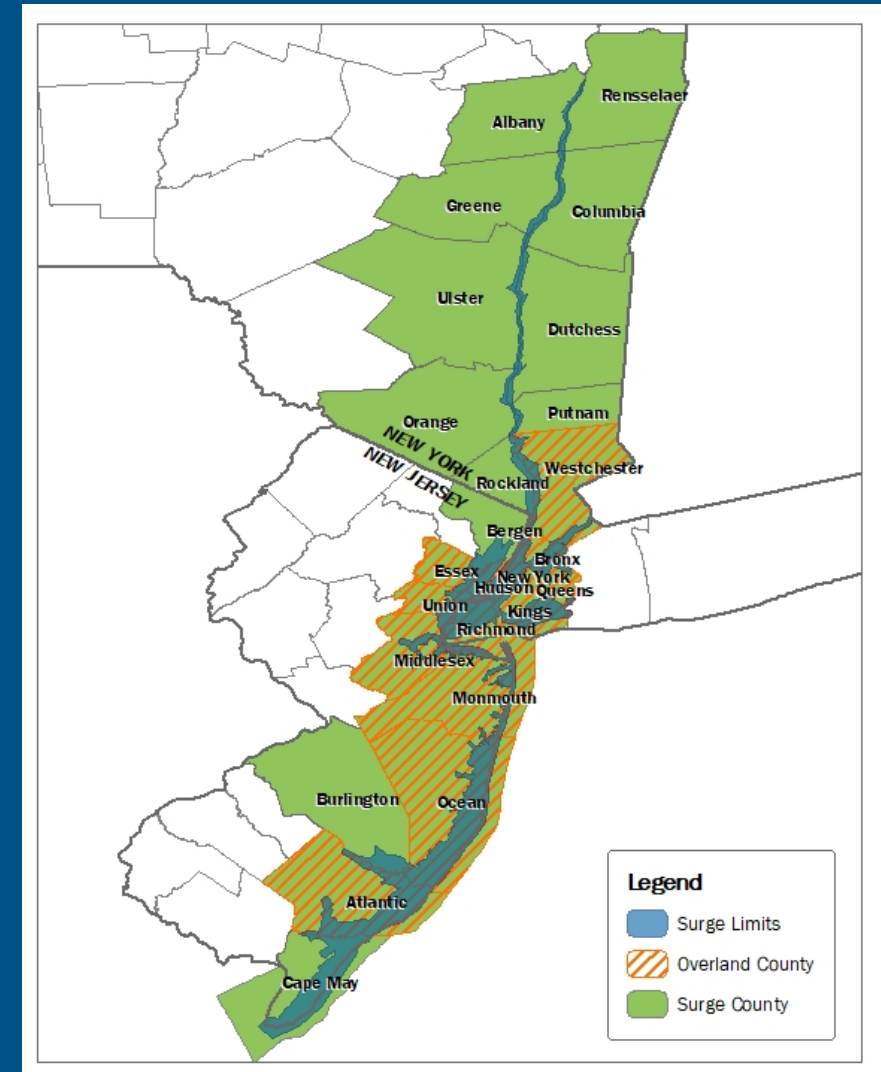 Rensselaer
Albany
Greene
Columbia
Ulster
Dutchess
Putnam
Orange
NEW YORK
NEW JERSEY
Westchester
Rockland
Bergen
Bronx
Essex
New York
Hudson
Queens
Union
Kings
Richmond
Middlesex
Monmouth
Burlington
Ocean
Atlantic
Cape May
Legend
Surge Limits
Overland County
Surge County